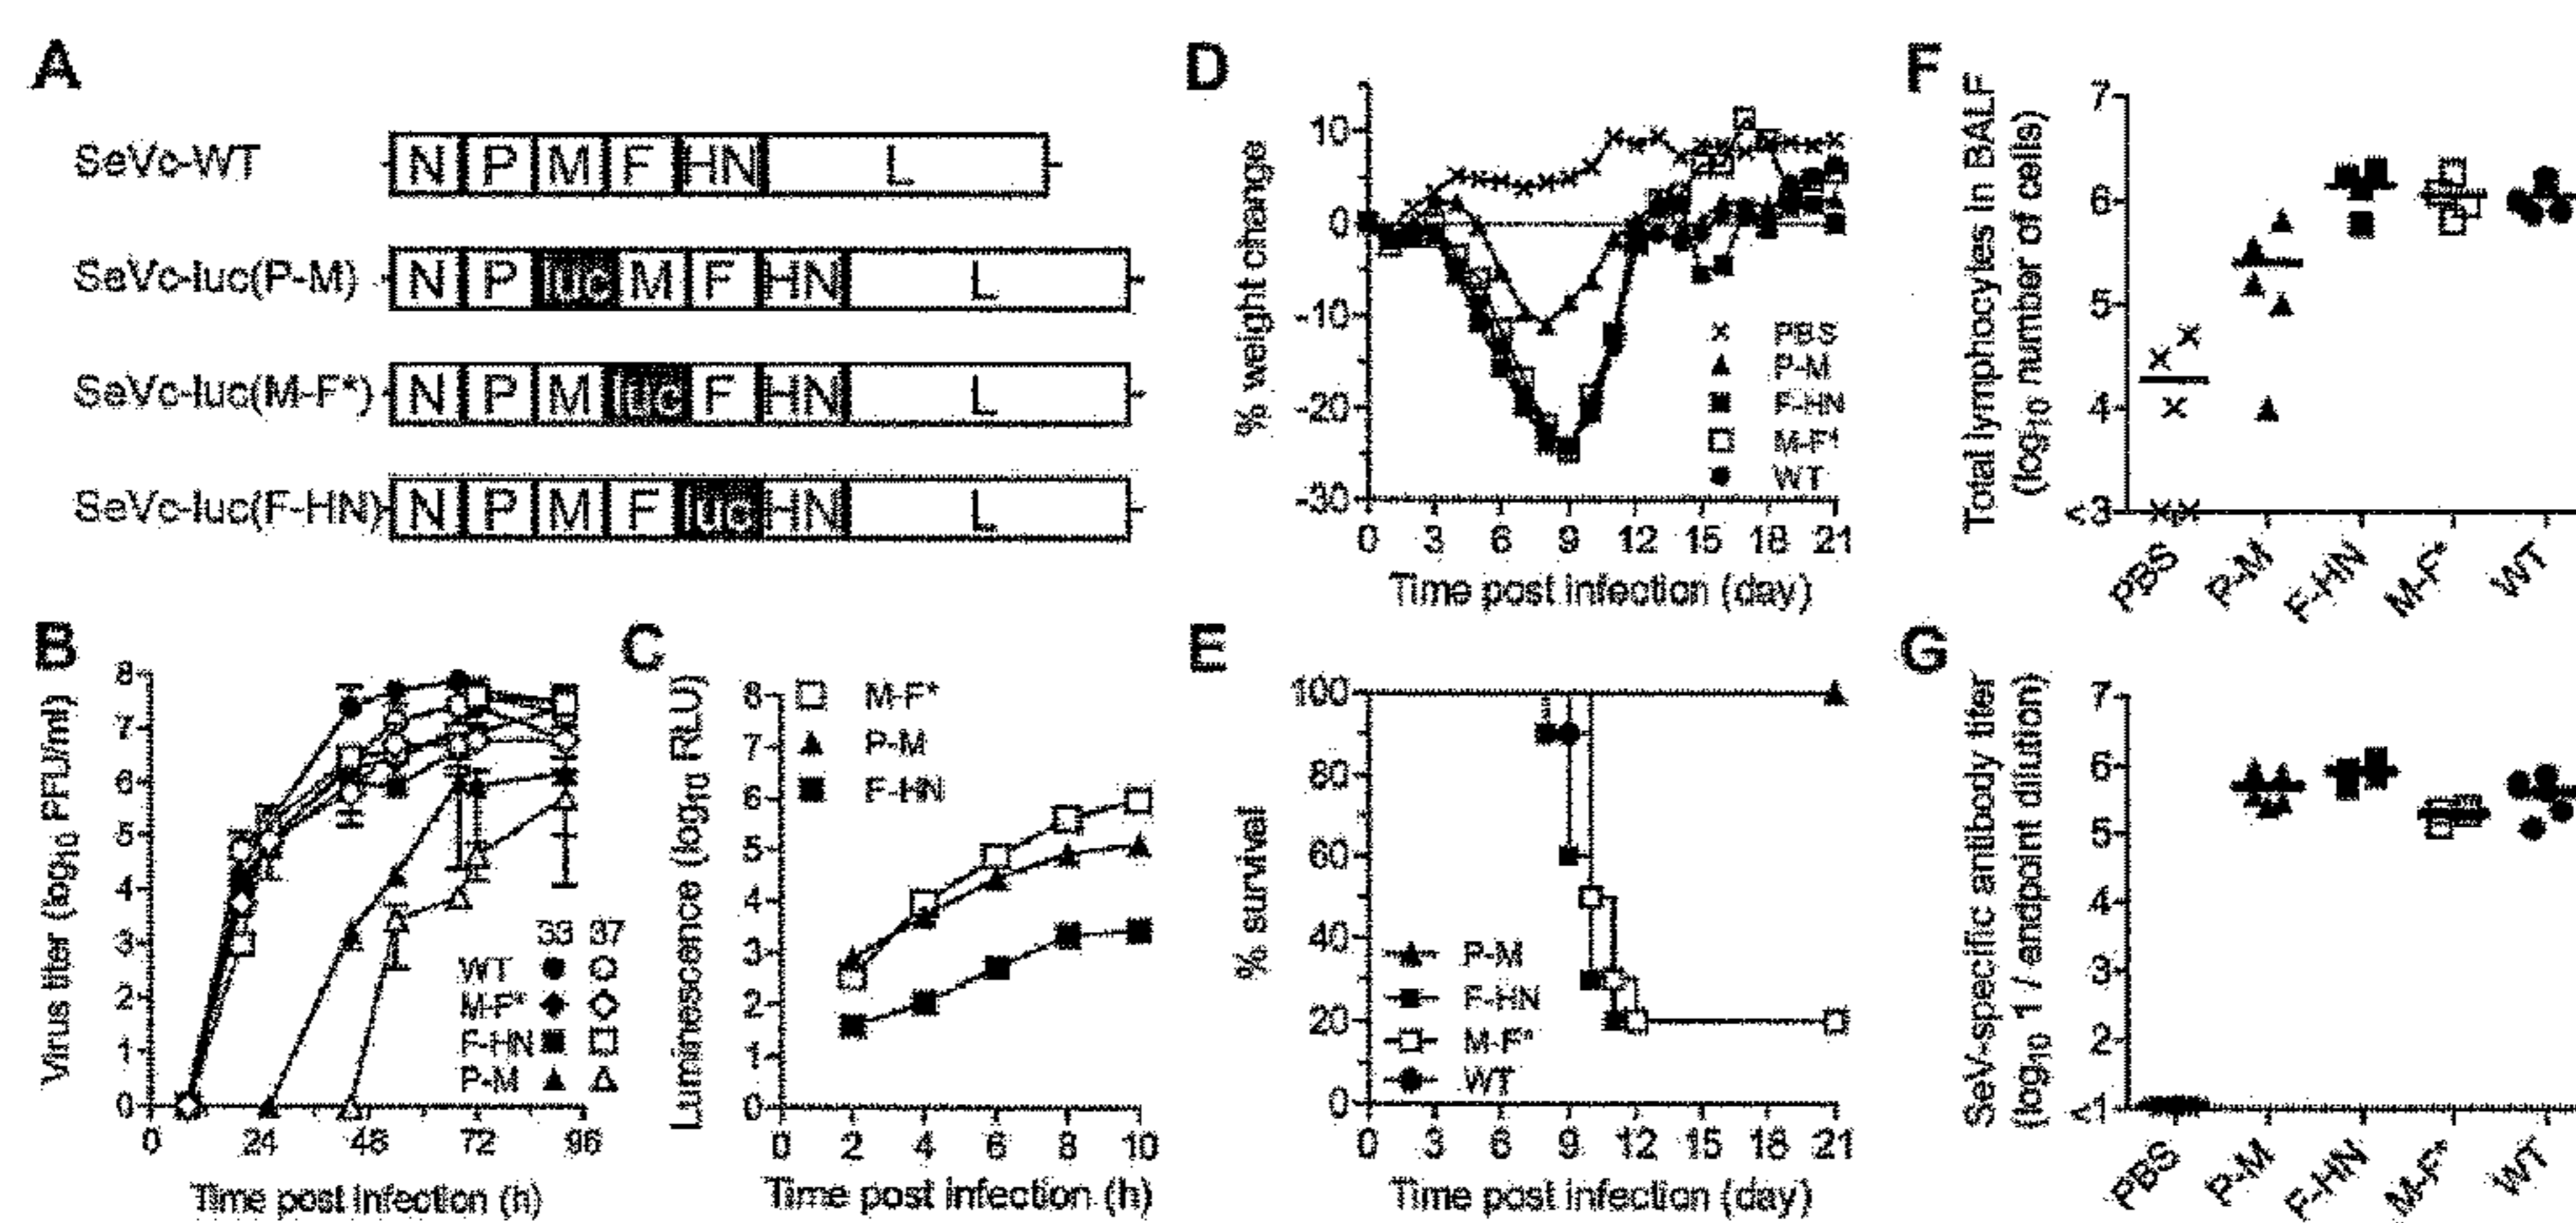 A
SeVc-WT N P M F HN L
SeVc-luc(P-M) N P luc M F HN L
SeVc-luc(M-F*) N P M luc F HN L
SeVc-luc(F-HN) N P M F luc HN L
B
Virus titer (log10 PFU/ml)
8
7
6
5
4
3
2
1
0
33 37
WT
M-F*
F-HN
P-M
0 24 48 72 96
Time post infection (h)
C
Luminescence (log10 RLU)
8
7
6
5
4
3
2
1
0
M-F*
P-M
F-HN
0 2 4 6 8 10
Time post infection (h)
D
% weight change
10
0
-10
-20
-30
PBS
P-M
F-HN
M-F*
WT
0 3 6 9 12 15 18 21
Time post infection (day)
E
% survival
100
80
60
40
20
0
P-M
F-HN
M-F*
WT
0 3 6 9 12 15 18 21
Time post infection (day)
F
Total lymphocytes in BALF
(log10 number of cells)
7
6
5
4
<3
PBS P-M F-HN M-F* WT
G
SeV-specific antibody titer
(log10 1 / endpoint dilution)
7
6
5
4
3
2
<1
PBS P-M F-HN M-F* WT